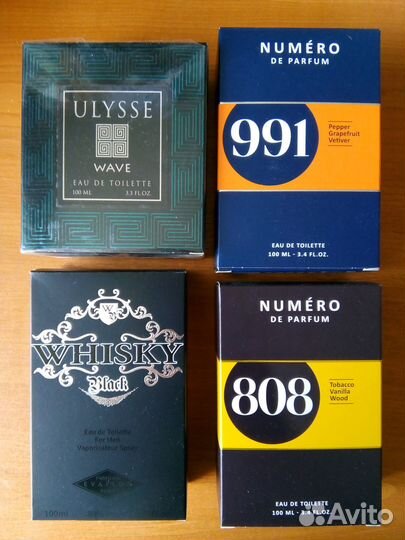 ULYSSE
WAVE
EAU DE TOILETTE
100 ML 3.3 FL.OZ.
NUMÉRO
DE PARFUM
991
Pepper
Grapefruit
Vetiver
EAU DE TOILETTE
100 ML - 3.4 FL.OZ.
WHISKY
Black
Eau de Toilette
For Men
Vaporisateur Spray
EVAFLOR
100ml
NUMÉRO
DE PARFUM
808
Tobacco
Vanilla
Wood
EAU DE TOILETTE
100 ML - 3.4 FL.OZ.
Avito